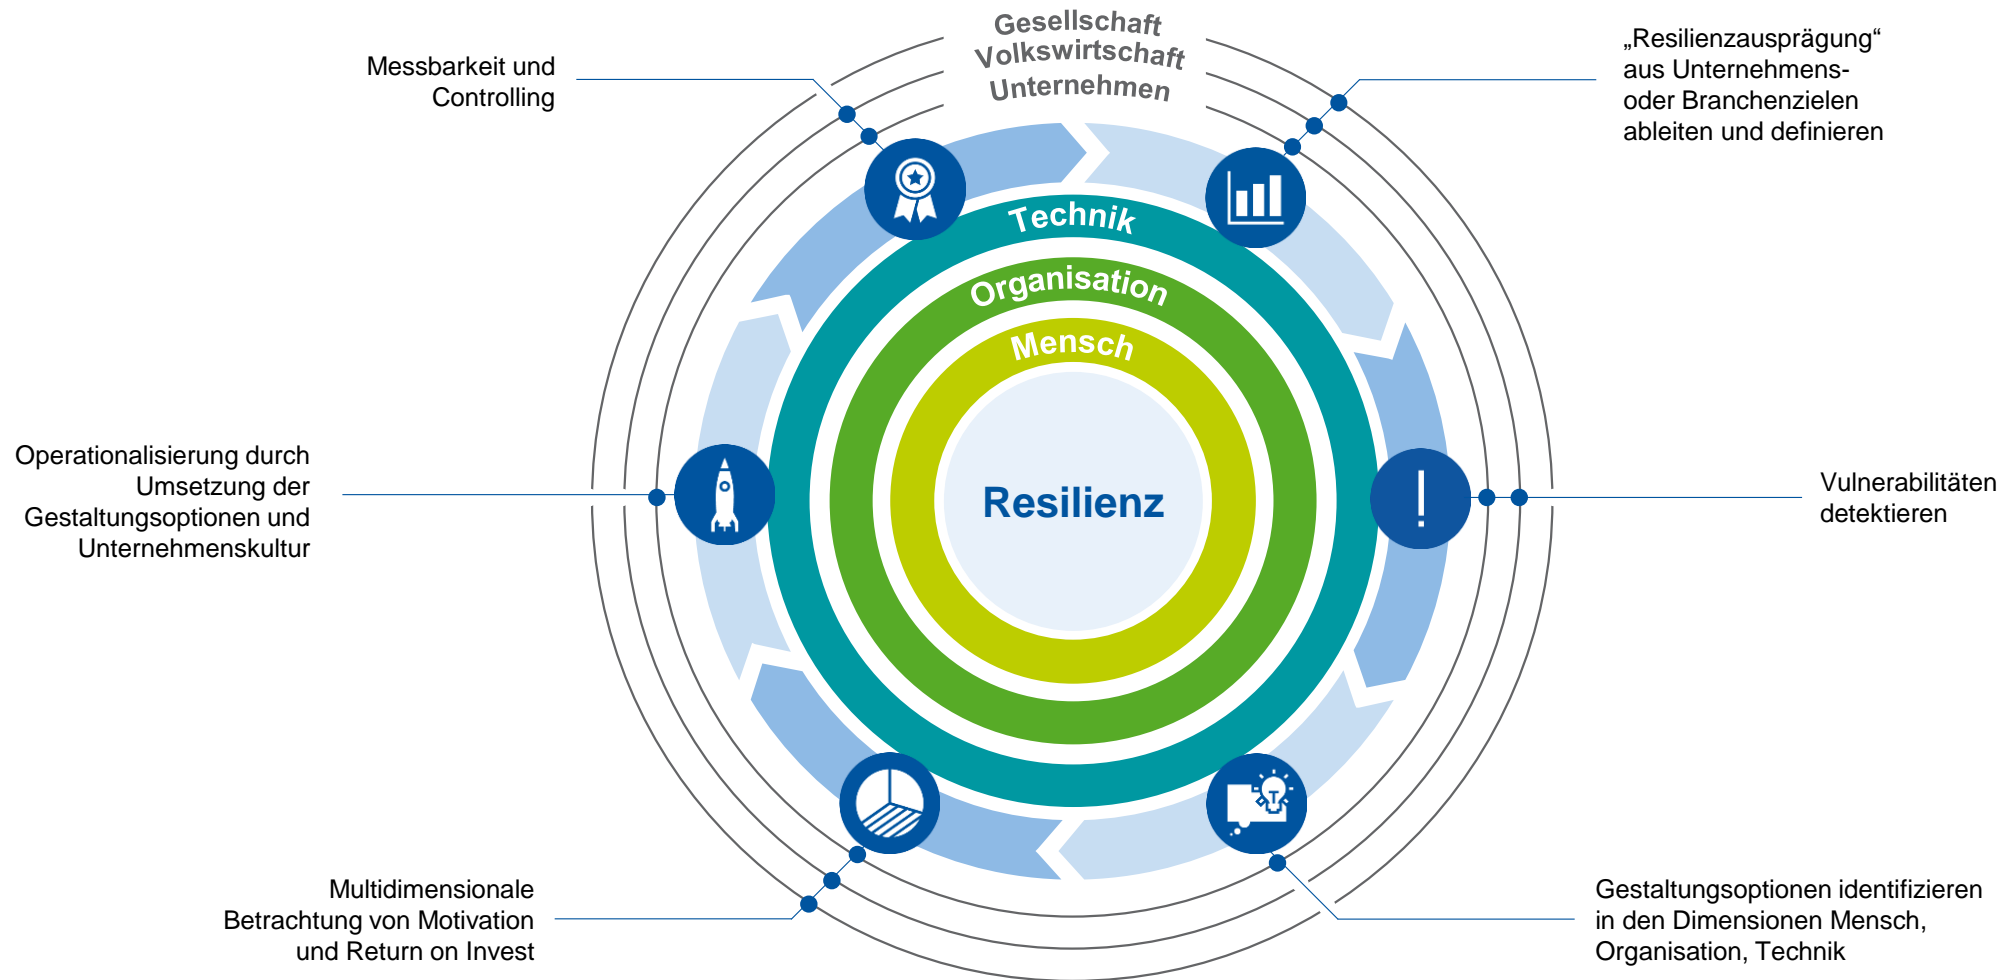 Gesellschaft
Volkswirtschaft
Unternehmen
Messbarkeit und
Controlling
„Resilienzausprägung“
aus Unternehmens-
oder Branchenzielen
ableiten und definieren
Technik
Organisation
Mensch
Resilienz
Operationalisierung durch
Umsetzung der
Gestaltungsoptionen und
Unternehmenskultur
Vulnerabilitäten
detektieren
Multidimensionale
Betrachtung von Motivation
und Return on Invest
Gestaltungsoptionen identifizieren
in den Dimensionen Mensch,
Organisation, Technik